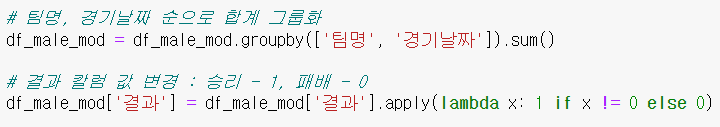 # 팀명, 경기날짜 순으로 합계 그룹화
df_male_mod = df_male_mod.groupby(['팀명', '경기날짜']).sum()
# 결과 칼럼 값 변경 : 승리 - 1, 패배 - 0
df_male_mod['결과'] = df_male_mod['결과'].apply(lambda x: 1 if x != 0 else 0)